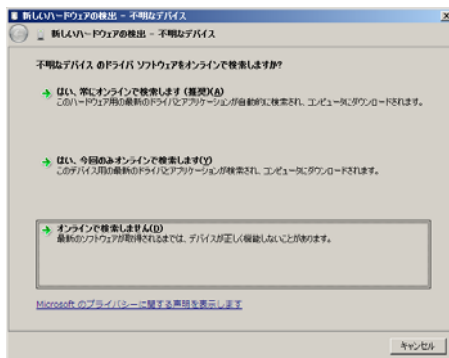 新しいハードウェアの検出 - 不明なデバイス
新しいハードウェアの検出 - 不明なデバイス
不明なデバイス のドライバ ソフトウェアをオンラインで検索しますか?
はい、常にオンラインで検索します (推奨)(A)
このハードウェア用の最新のドライバとアプリケーションが自動的に検索され、コンピュータにダウンロードされます。
はい、今回のみオンラインで検索します(Y)
このデバイス用の最新のドライバとアプリケーションが検索され、コンピュータにダウンロードされます。
オンラインで検索しません(D)
最新のソフトウェアが取得されるまでは、デバイスが正しく機能しないことがあります。
Microsoft のプライバシーに関する声明を表示します
キャンセル